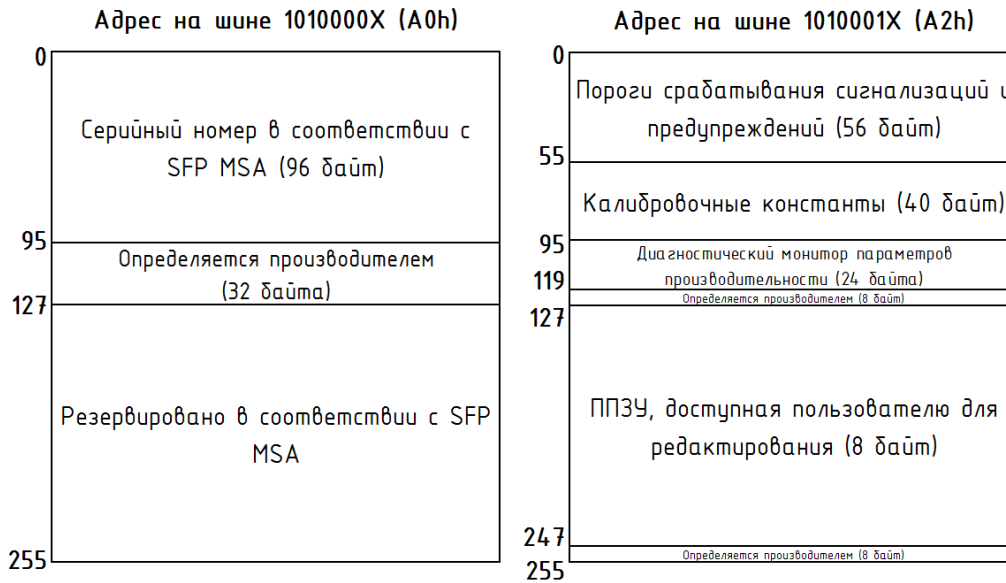 Адрес на шине 1010000X (A0h)
0
Серийный номер в соответствии с
SFP MSA (96 байт)
95
Определяется производителем
(32 байта)
127
Резервировано в соответствии с SFP
MSA
255
Адрес на шине 1010001X (A2h)
0
Пороги срабатывания сигнализаций и
предупреждений (56 байт)
55
Калибровочные константы (40 байт)
95
Диагностический монитор параметров
производительности (24 байта)
119
Определяется производителем (8 байт)
127
ППЗУ, доступная пользователю для
редактирования (8 байт)
247
Определяется производителем (8 байт)
255